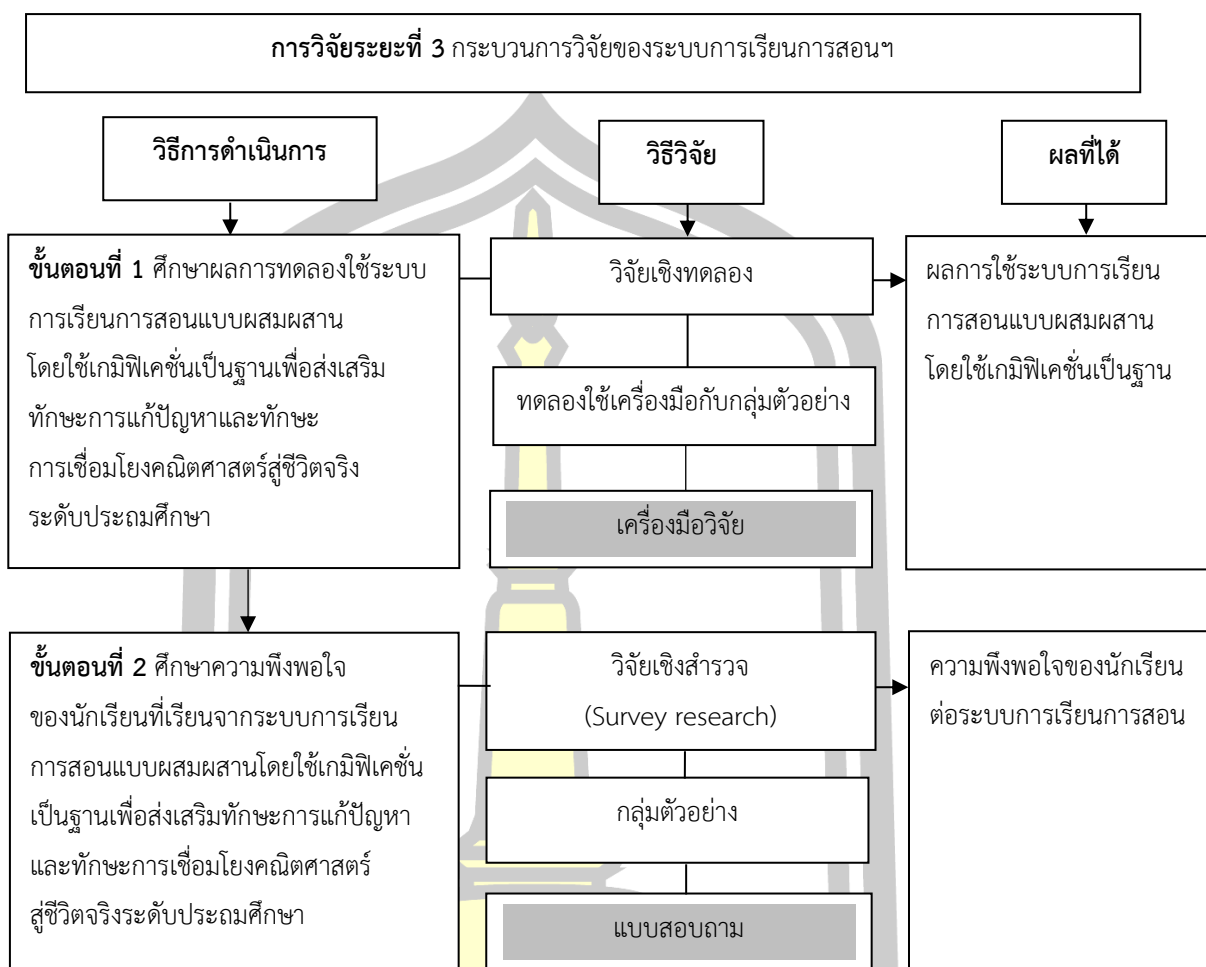 การวิจัยระยะที่ 3 กระบวนการวิจัยของระบบการเรียนการสอนฯ
วิธีการดำเนินการ
วิธีวิจัย
ผลที่ได้
ขั้นตอนที่ 1 ศึกษาผลการทดลองใช้ระบบ
การเรียนการสอนแบบผสมผสาน
โดยใช้เกมิฟิเคชั่นเป็นฐานเพื่อส่งเสริม
ทักษะการแก้ปัญหาและทักษะ
การเชื่อมโยงคณิตศาสตร์สู่ชีวิตจริง
ระดับประถมศึกษา
วิจัยเชิงทดลอง
ทดลองใช้เครื่องมือกับกลุ่มตัวอย่าง
เครื่องมือวิจัย
ผลการใช้ระบบการเรียน
การสอนแบบผสมผสาน
โดยใช้เกมิฟิเคชั่นเป็นฐาน
ขั้นตอนที่ 2 ศึกษาความพึงพอใจ
ของนักเรียนที่เรียนจากระบบการเรียน
การสอนแบบผสมผสานโดยใช้เกมิฟิเคชั่น
เป็นฐานเพื่อส่งเสริมทักษะการแก้ปัญหา
และทักษะการเชื่อมโยงคณิตศาสตร์
สู่ชีวิตจริงระดับประถมศึกษา
วิจัยเชิงสำรวจ
(Survey research)
กลุ่มตัวอย่าง
แบบสอบถาม
ความพึงพอใจของนักเรียน
ต่อระบบการเรียนการสอน